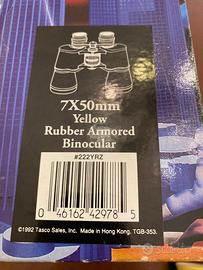 7X50mm
Yellow
Rubber Armored
Binocular
#222YRZ
0 46162 42978 5
©1992 Tasco Sales, Inc. Made in Hong Kong. TGB-353.